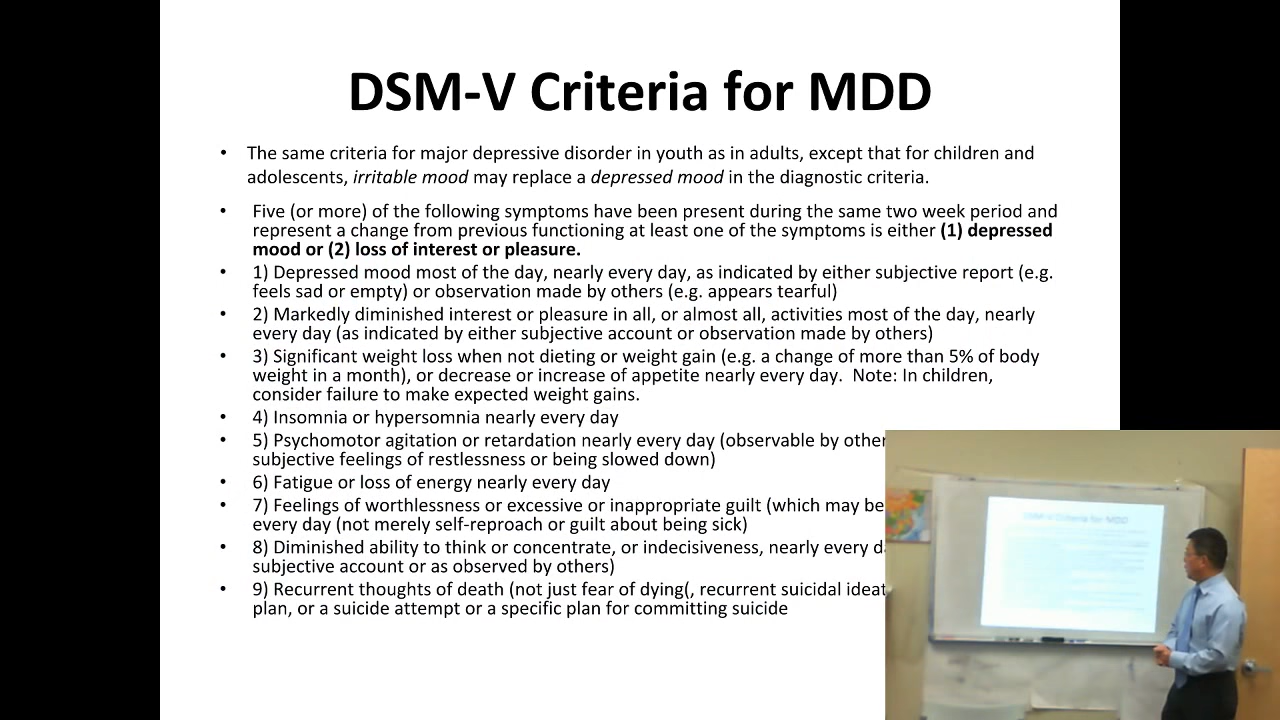 DSM-V Criteria for MDD
• The same criteria for major depressive disorder in youth as in adults, except that for children and
adolescents, irritable mood may replace a depressed mood in the diagnostic criteria.
• Five (or more) of the following symptoms have been present during the same two week period and
represent a change from previous functioning at least one of the symptoms is either (1) depressed
mood or (2) loss of interest or pleasure.
• 1) Depressed mood most of the day, nearly every day, as indicated by either subjective report (e.g.
feels sad or empty) or observation made by others (e.g. appears tearful)
• 2) Markedly diminished interest or pleasure in all, or almost all, activities most of the day, nearly
every day (as indicated by either subjective account or observation made by others)
• 3) Significant weight loss when not dieting or weight gain (e.g. a change of more than 5% of body
weight in a month), or decrease or increase of appetite nearly every day.  Note: In children,
consider failure to make expected weight gains.
• 4) Insomnia or hypersomnia nearly every day
• 5) Psychomotor agitation or retardation nearly every day (observable by other
subjective feelings of restlessness or being slowed down)
• 6) Fatigue or loss of energy nearly every day
• 7) Feelings of worthlessness or excessive or inappropriate guilt (which may be
every day (not merely self-reproach or guilt about being sick)
• 8) Diminished ability to think or concentrate, or indecisiveness, nearly every d
subjective account or as observed by others)
• 9) Recurrent thoughts of death (not just fear of dying(, recurrent suicidal ideat
plan, or a suicide attempt or a specific plan for committing suicide
DSM-V Criteria for MDD